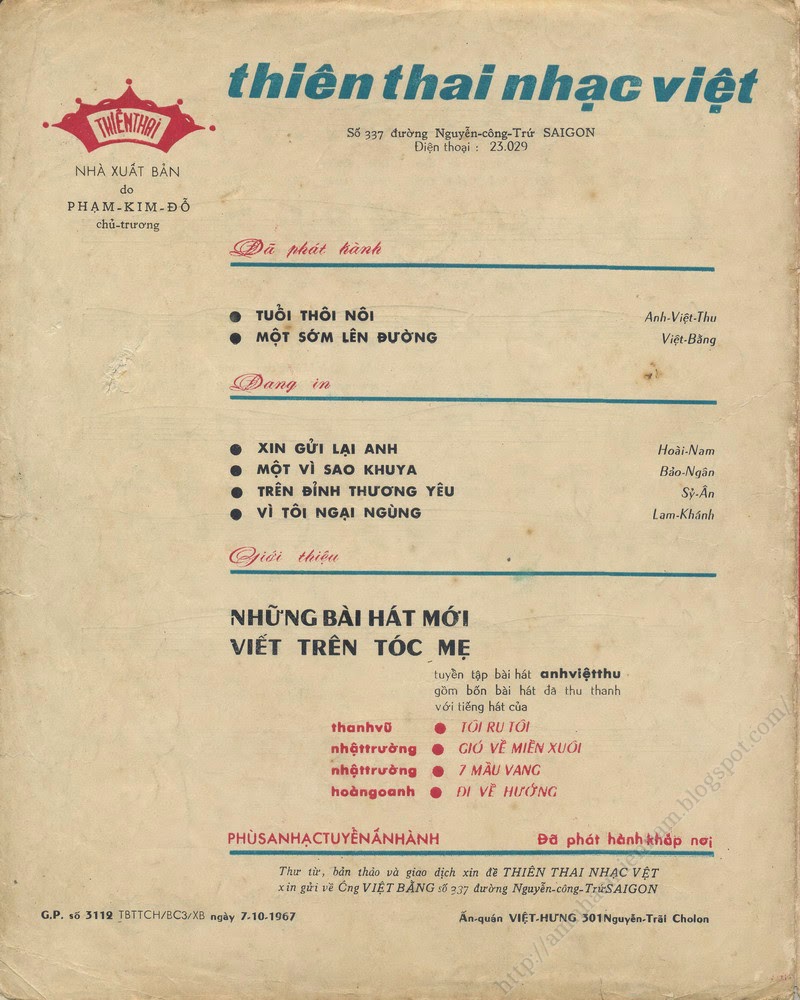 thiên thai nhạc việt
THIÊNTHAI
Số 337 đường Nguyễn-công-Trứ SAIGON
Điện thoại : 23.029
NHÀ XUẤT BẢN
do
PHẠM-KIM-ĐỖ
chủ-trương
Đã phát hành
● TUỔI THÔI NÔI Anh-Việt-Thu
● MỘT SỚM LÊN ĐƯỜNG Việt-Bằng
Đang in
● XIN GỬI LẠI ANH Hoài-Nam
● MỘT VÌ SAO KHUYA Bảo-Ngân
● TRÊN ĐỈNH THƯƠNG YÊU Sỹ-Ân
● VÌ TÔI NGẠI NGÙNG Lam-Khánh
Giới thiệu
NHỮNG BÀI HÁT MỚI
VIẾT TRÊN TÓC MẸ
tuyển tập bài hát anhviệtthu
gồm bốn bài hát đã thu thanh
với tiếng hát của
thanhvũ ● TÔI RU TÔI
nhậttrường ● GIÓ VỀ MIỀN XUÔI
nhậttrường ● 7 MẦU VANG
hoàngoanh ● ĐI VỀ HƯỚNG
PHÙSANHẠCTUYỂNẤNHÀNH Đã phát hành khắp nơi
Thư từ, bản thảo và giao dịch xin đề THIÊN THAI NHẠC VỆT
xin gửi về Ông VIỆT BẰNG số 337 đường Nguyễn-công-TrứSAIGON
G.P. số 3112 TBTTCH/BC3/XB ngày 7-10-1967 Ấn-quán VIỆT-HƯNG 301Nguyễn-Trãi Cholon